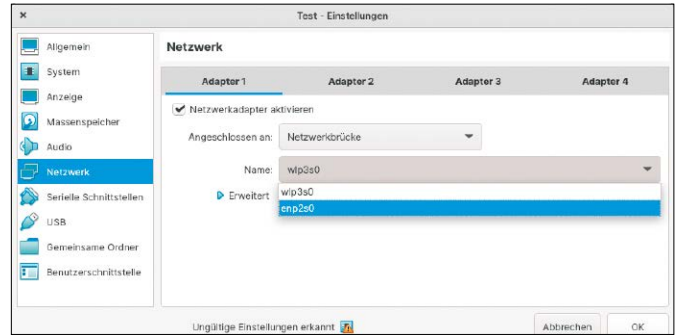 Test - Einstellungen
Allgemein
System
Anzeige
Massenspeicher
Audio
Netzwerk
Serielle Schnittstellen
USB
Gemeinsame Ordner
Benutzerschnittstelle
Netzwerk
Adapter 1 Adapter 2 Adapter 3 Adapter 4
Netzwerkadapter aktivieren
Angeschlossen an: Netzwerkbrücke
Name: wlp3s0
wlp3s0
enp2s0
Erweitert
Ungültige Einstellungen erkannt
Abbrechen OK